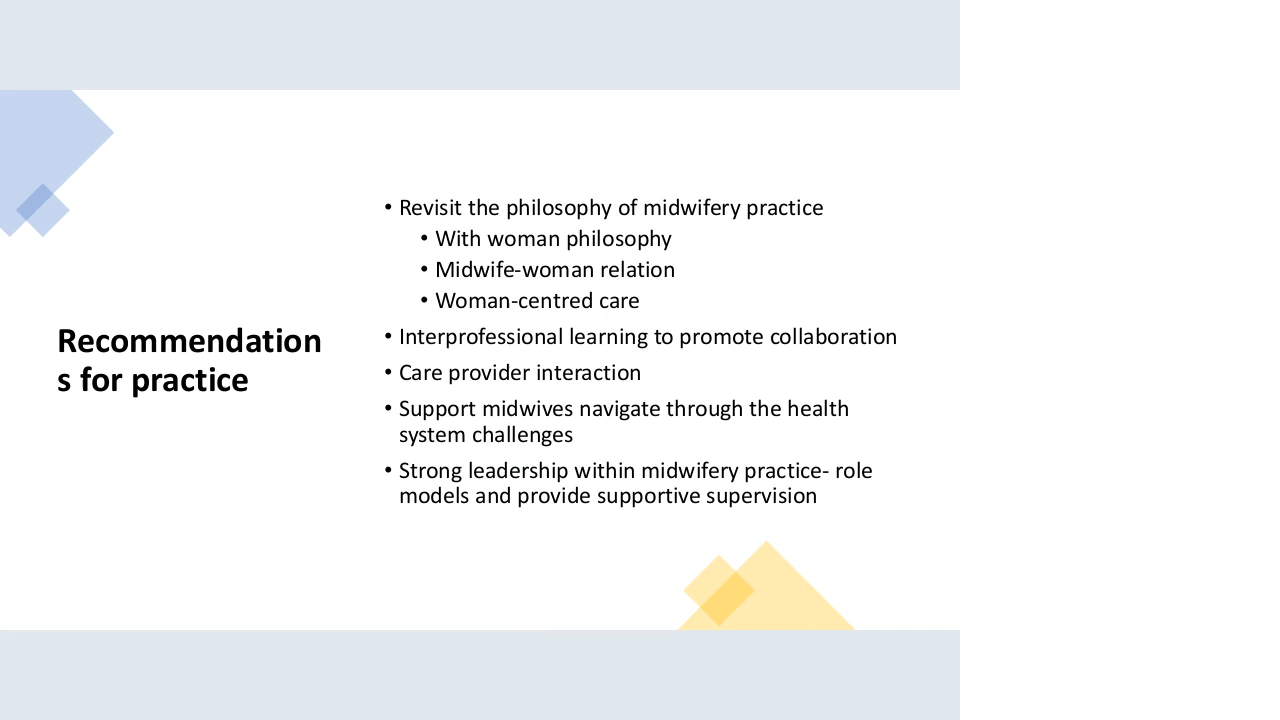 Recommendation
s for practice
• Revisit the philosophy of midwifery practice
• With woman philosophy
• Midwife-woman relation
• Woman-centred care
• Interprofessional learning to promote collaboration
• Care provider interaction
• Support midwives navigate through the health
system challenges
• Strong leadership within midwifery practice- role
models and provide supportive supervision